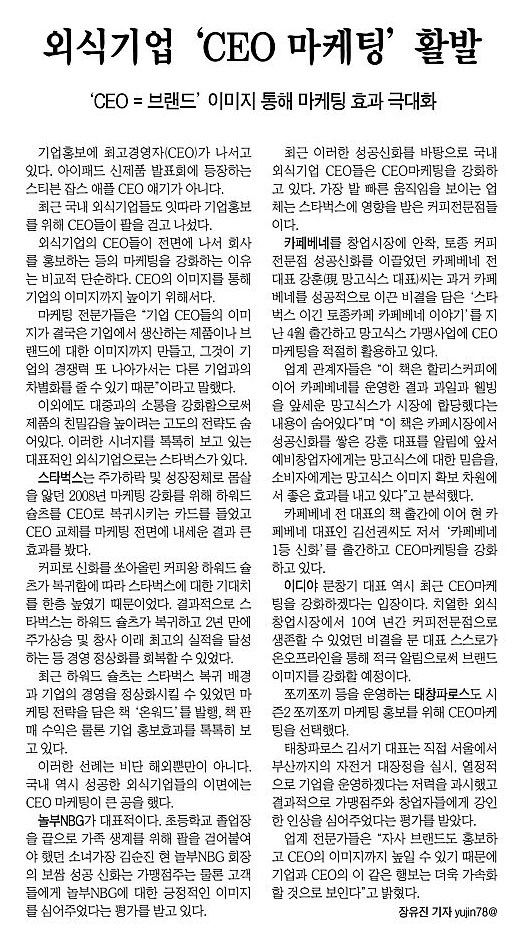 외식기업 ‘CEO 마케팅’ 활발
‘CEO = 브랜드’ 이미지 통해 마케팅 효과 극대화
기업홍보에 최고경영자(CEO)가 나서고
있다. 아이패드 신제품 발표회에 등장하는
스티븐 잡스 애플 CEO 얘기가 아니다.
최근 국내 외식기업들도 잇따라 기업홍보
를 위해 CEO들이 팔을 걷고 나섰다.
외식기업의 CEO들이 전면에 나서 회사
를 홍보하는 등의 마케팅을 강화하는 이유
는 비교적 단순하다. CEO의 이미지를 통해
기업의 이미지까지 높이기 위해서다.
마케팅 전문가들은 “기업 CEO들의 이미
지가 결국은 기업에서 생산하는 제품이나 브
랜드에 대한 이미지까지 만들고, 그것이 기
업의 경쟁력 또 나아가서는 다른 기업과의
차별화를 줄 수 있기 때문”이라고 말했다.
이외에도 대중과의 소통을 강화함으로써
제품의 친밀감을 높이려는 고도의 전략도 숨
어있다. 이러한 시너지를 톡톡히 보고 있는
대표적인 외식기업으로는 스타벅스가 있다.
스타벅스는 주가하락 및 성장정체로 몸살
을 앓던 2008년 마케팅 강화를 위해 하워드
슐츠를 CEO로 복귀시키는 카드를 들었고
CEO 교체를 마케팅 전면에 내세운 결과 큰
효과를 봤다.
커피로 신화를 쏘아올린 커피왕 하워드 슐
츠가 복귀함에 따라 스타벅스에 대한 기대치
를 한층 높였기 때문이었다. 결과적으로 스
타벅스는 하워드 슐츠가 복귀하고 2년 만에
주가상승 및 창사 이래 최고의 실적을 달성
하는 등 경영 정상화를 회복할 수 있었다.
최근 하워드 슐츠는 스타벅스 복귀 배경
과 기업의 경영을 정상화시킬 수 있었던 마
케팅 전략을 담은 책 ‘온워드’를 발행, 책 판
매 수익은 물론 기업 홍보효과를 톡톡히 보
고 있다.
이러한 선례는 비단 해외뿐만이 아니다.
국내 역시 성공한 외식기업들의 이면에는
CEO 마케팅이 큰 공을 했다.
놀부NBG가 대표적이다. 초등학교 졸업장
을 끝으로 가족 생계를 위해 팔을 걷어붙여
야 했던 소녀가장 김순진 현 놀부NBG 회장
의 보쌈 성공 신화는 가맹점주는 물론 고객
들에게 놀부NBG에 대한 긍정적인 이미지
를 심어주었다는 평가를 받고 있다.
최근 이러한 성공신화를 바탕으로 국내
외식기업 CEO들은 CEO마케팅을 강화하
고 있다. 가장 발 빠른 움직임을 보이는 업
체는 스타벅스에 영향을 받은 커피전문점들
이다.
카페베네를 창업시장에 안착, 토종 커피
전문점 성공신화를 이끌었던 카페베네 전
대표 강훈(現 망고식스 대표)씨는 과거 카페
베네를 성공적으로 이끈 비결을 담은 ‘스타
벅스 이긴 토종카페 카페베네 이야기’를 지
난 4월 출간하고 망고식스 가맹사업에 CEO
마케팅을 적절히 활용하고 있다.
업계 관계자들은 “이 책은 할리스커피에
이어 카페베네를 운영한 결과 과일과 웰빙
을 앞세운 망고식스가 시장에 합당했다는
내용이 숨어있다”며 “이 책은 카페시장에서
성공신화를 쌓은 강훈 대표를 알림에 앞서
예비창업자에게는 망고식스에 대한 믿음을,
소비자에게는 망고식스 이미지 확보 차원에
서 좋은 효과를 내고 있다”고 분석했다.
카페베네 전 대표의 책 출간에 이어 현 카
페베네 대표인 김선권씨도 저서 ‘카페베네
1등 신화’를 출간하고 CEO마케팅을 강화
하고 있다.
이디야 문창기 대표 역시 최근 CEO마케
팅을 강화하겠다는 입장이다. 치열한 외식
창업시장에서 10여 년간 커피전문점으로
생존할 수 있었던 비결을 문 대표 스스로가
온오프라인을 통해 적극 알림으로써 브랜드
이미지를 강화할 예정이다.
쪼끼쪼끼 등을 운영하는 태창파로스도 시
즌2 쪼끼쪼끼 마케팅 홍보를 위해 CEO마케
팅을 선택했다.
태창파로스 김서기 대표는 직접 서울에서
부산까지의 자전거 대장정을 실시, 열정적
으로 기업을 운영하겠다는 저력을 과시했고
결과적으로 가맹점주와 창업자들에게 강인
한 인상을 심어주었다는 평가를 받았다.
업계 전문가들은 “자사 브랜드도 홍보하
고 CEO의 이미지까지 높일 수 있기 때문에
기업과 CEO의 이 같은 행보는 더욱 가속화
할 것으로 보인다”고 밝혔다.
장유진 기자 yujin78@